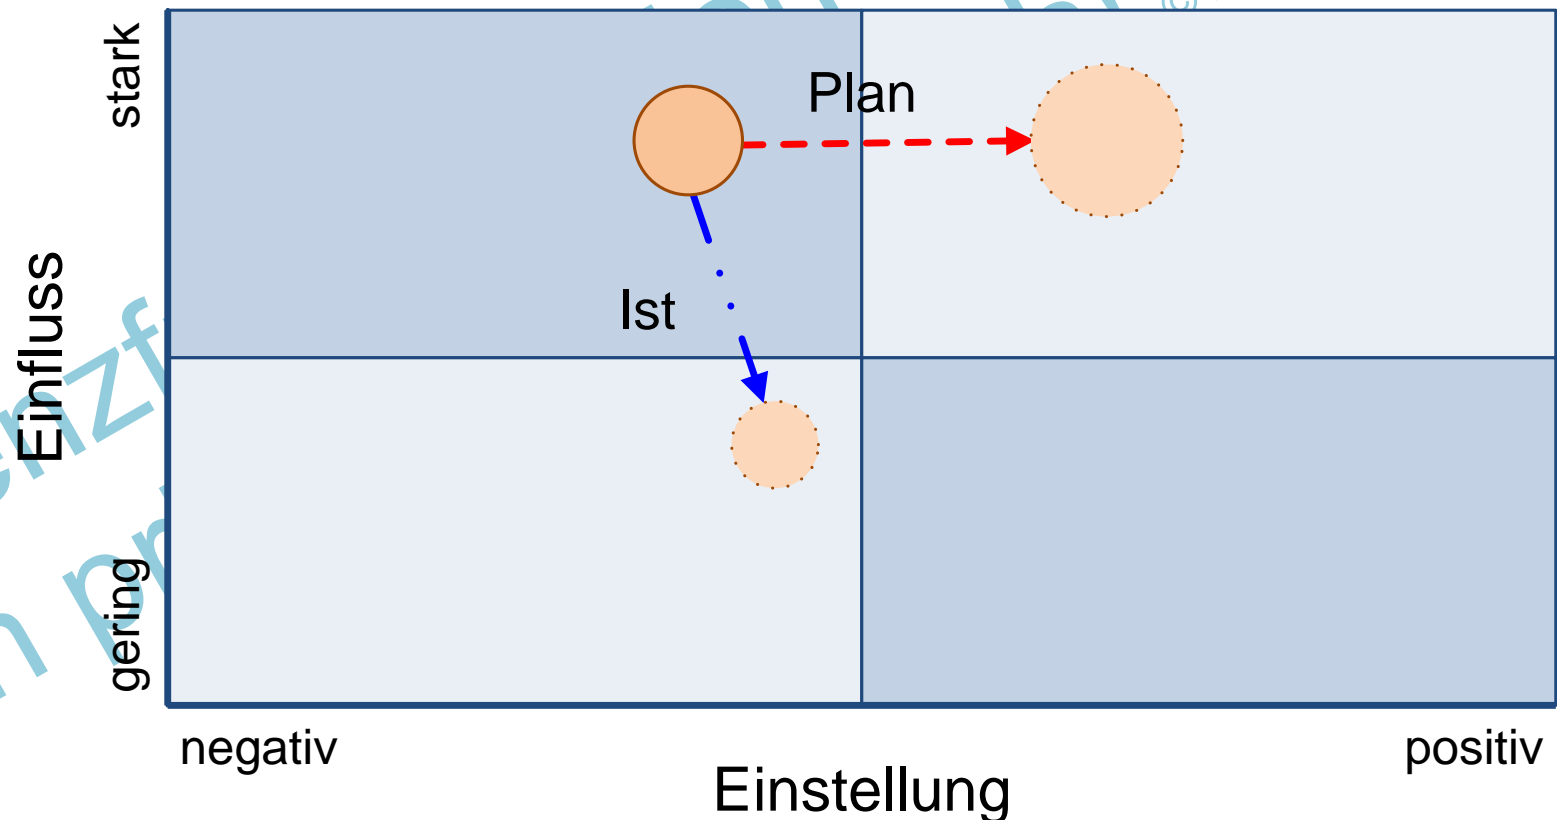 stark
Plan
Ist
Einfluss
gering
negativ
positiv
Einstellung
©